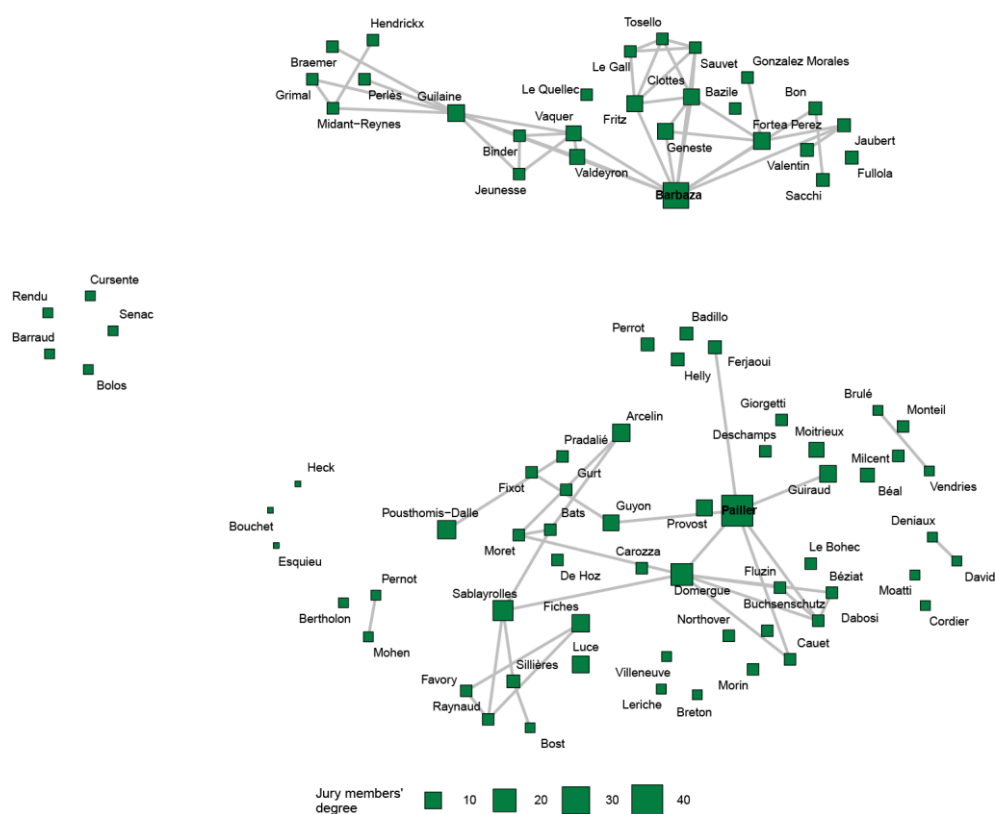 Hendrickx
Tosello
Braemer
Sauvet
Gonzalez Morales
Le Gall
Clottes
Grimal
Perlès
Guilaine
Le Quellec
Bazile
Bon
Midant−Reynes
Vaquer
Fritz
Fortea Perez
Binder
Geneste
Jaubert
Valdeyron
Valentin
Fullola
Jeunesse
Barbaza
Sacchi
Cursente
Rendu
Senac
Barraud
Bolos
Badillo
Perrot
Ferjaoui
Helly
Brulé
Giorgetti
Monteil
Arcelin
Deschamps
Moitrieux
Pradalié
Milcent
Heck
Gurt
Vendries
Fixot
Guiraud
Béal
Pousthomis−Dalle
Guyon
Pailler
Bats
Provost
Deniaux
Bouchet
Moret
Carozza
Le Bohec
Esquieu
De Hoz
Fluzin
Béziat
David
Pernot
Domergue
Moatti
Sablayrolles
Buchsenschutz
Bertholon
Fiches
Dabosi
Northover
Cordier
Mohen
Luce
Cauet
Sillières
Villeneuve
Favory
Morin
Raynaud
Leriche
Breton
Bost
Jury members'
degree
10
20
30
40